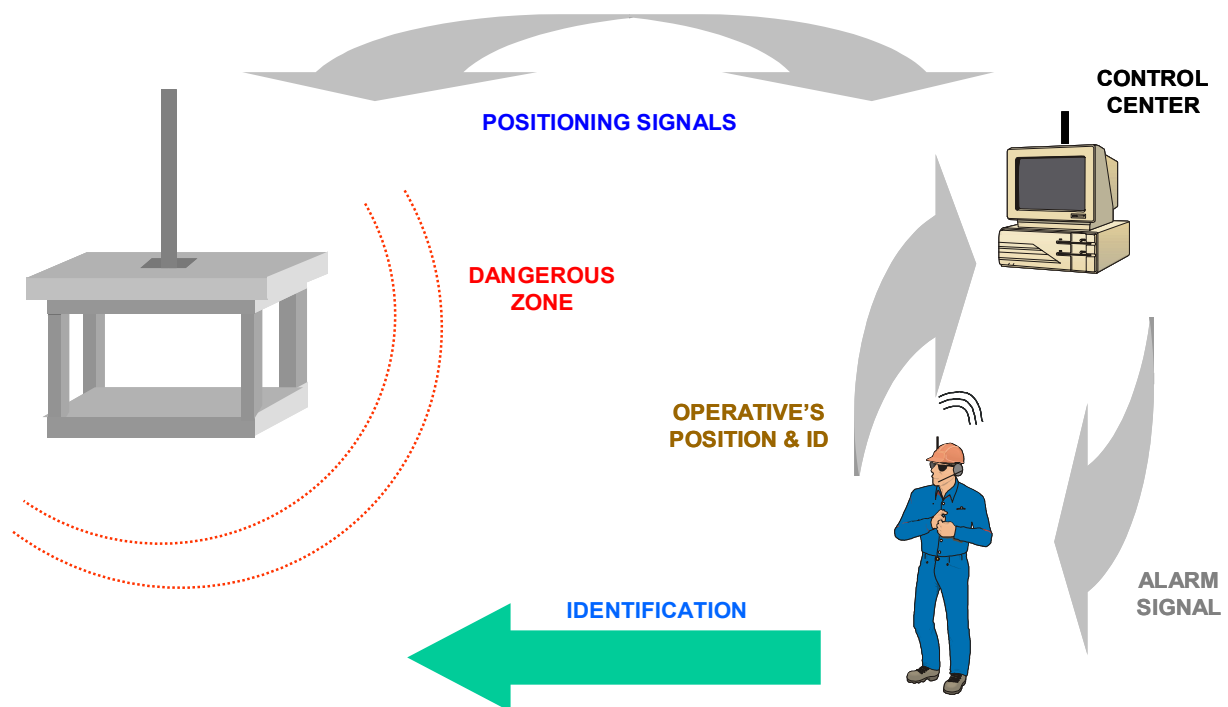 CONTROL
CENTER
POSITIONING SIGNALS
DANGEROUS
ZONE
OPERATIVE’S
POSITION & ID
ALARM
SIGNAL
IDENTIFICATION